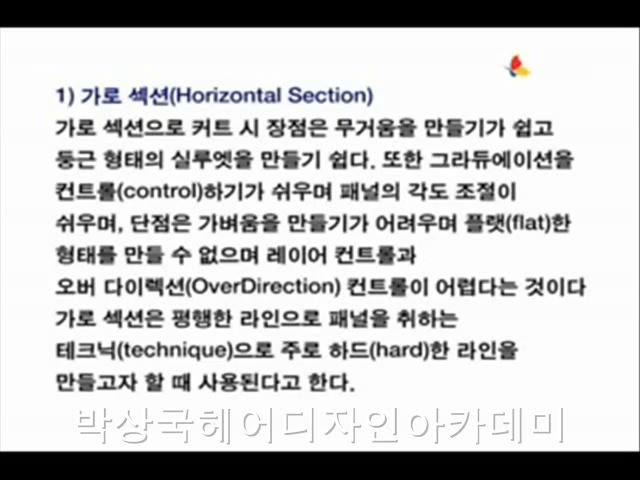 1) 가로 섹션(Horizontal Section)
가로 섹션으로 커트 시 장점은 무거움을 만들기가 쉽고
둥근 형태의 실루엣을 만들기 쉽다. 또한 그라듀에이션을
컨트롤(control)하기가 쉬우며 패널의 각도 조절이
쉬우며, 단점은 가벼움을 만들기가 어려우며 플랫(flat)한
형태를 만들 수 없으며 레이어 컨트롤과
오버 다이렉션(OverDirection) 컨트롤이 어렵다는 것이다
가로 섹션은 평행한 라인으로 패널을 취하는
테크닉(technique)으로 주로 하드(hard)한 라인을
만들고자 할 때 사용된다고 한다.
박상국헤어디자인아카데미